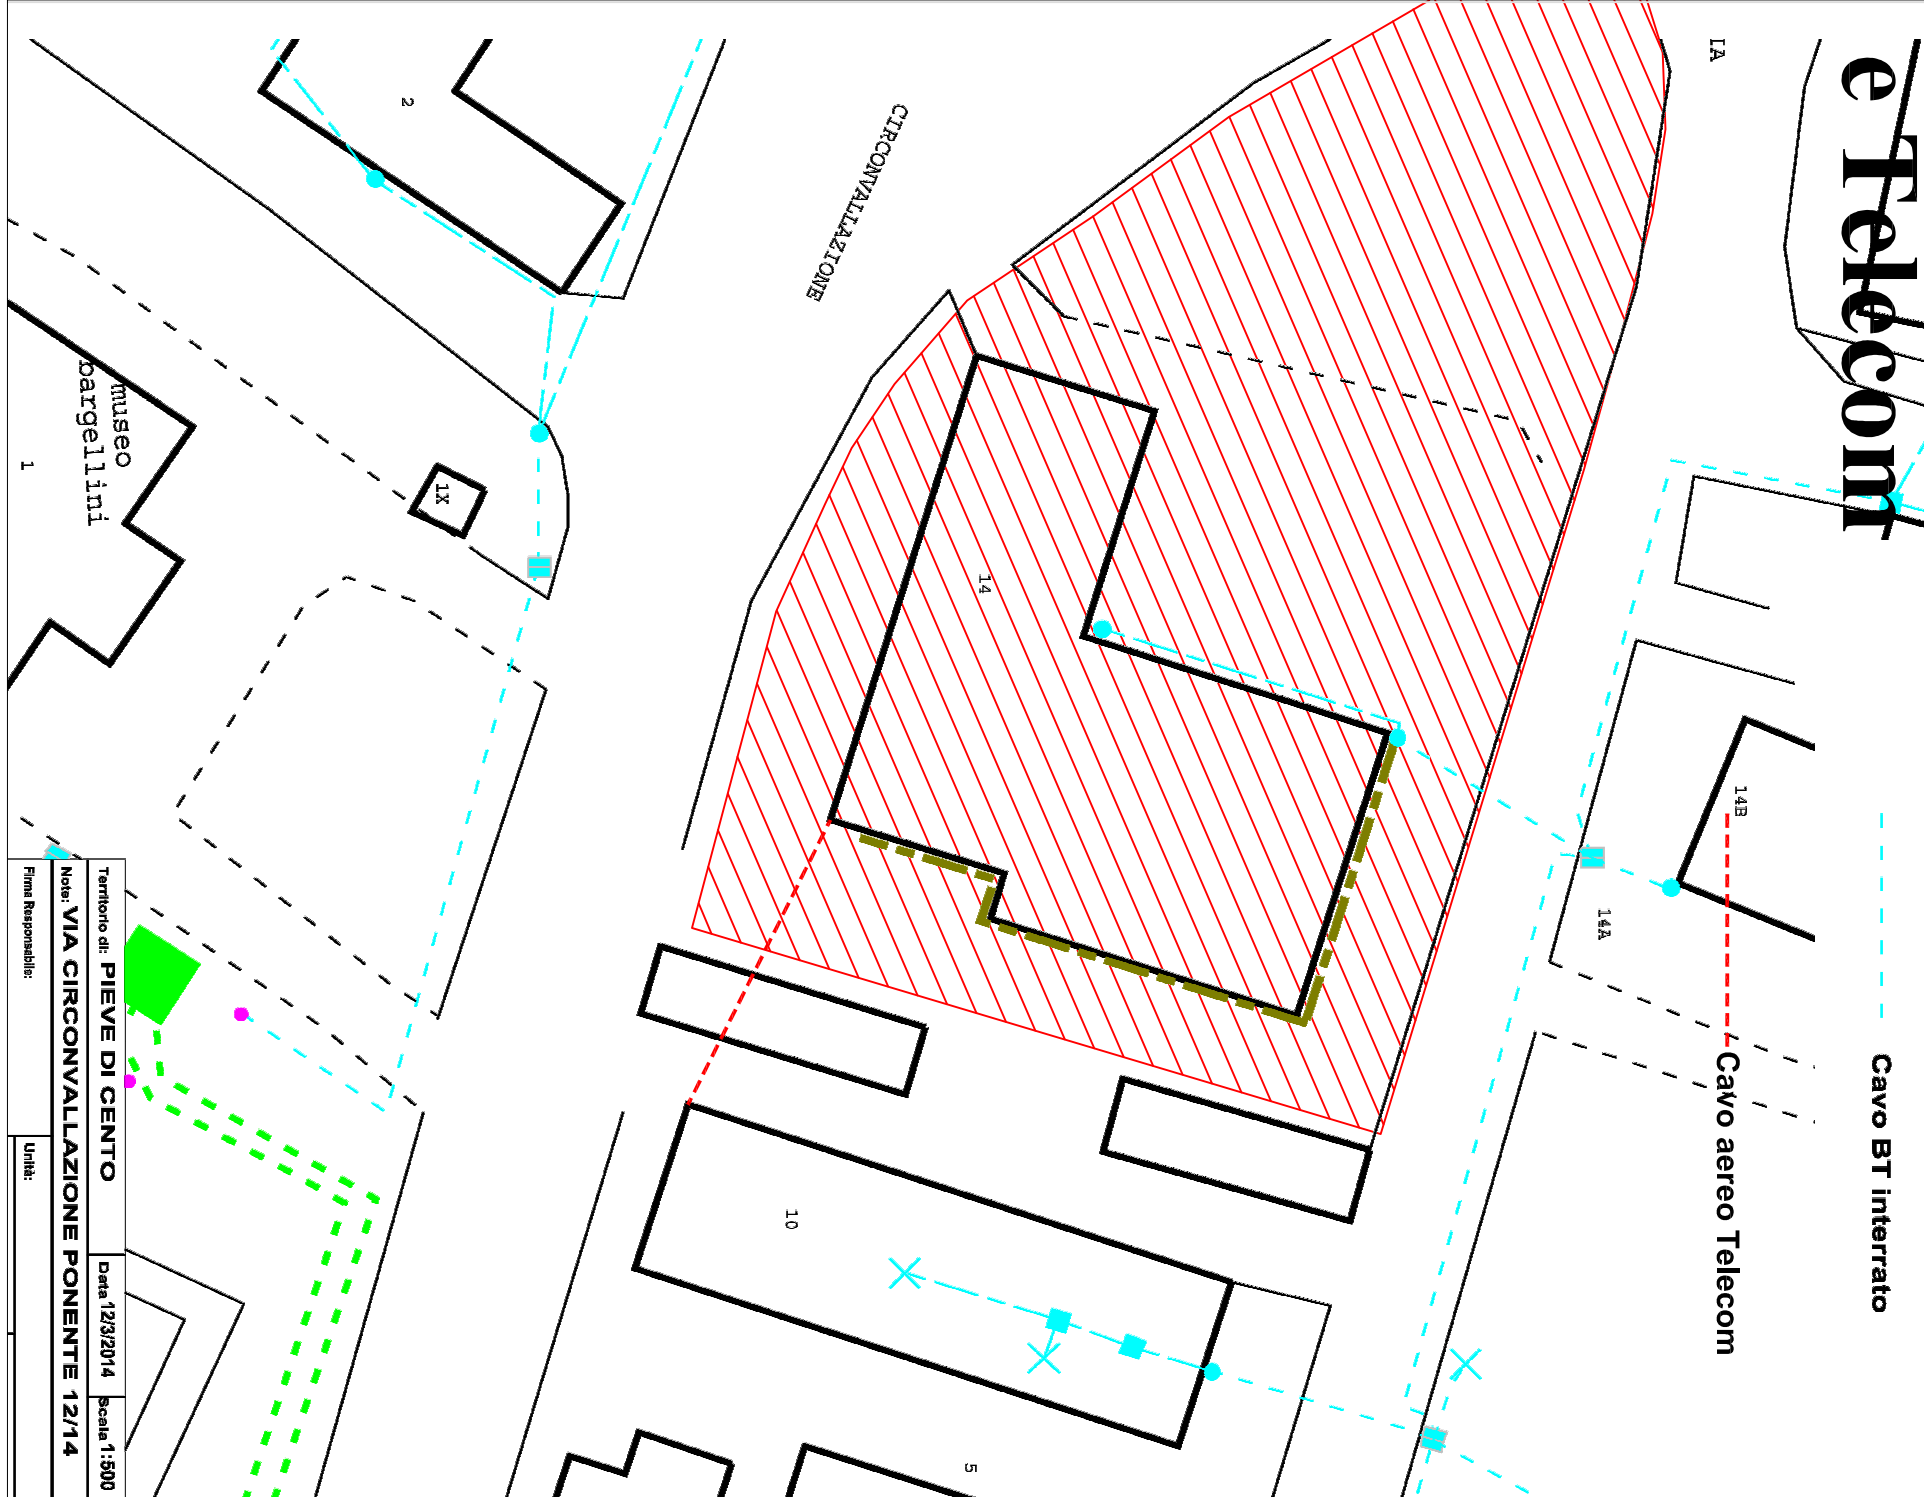 e Telecom
Cavo BT interrato
Cavo aereo Telecom
IA
14B
14A
CIRCONVALLAZIONE
14
10
5
2
1X
museo
bargellini
1
Territorio di: PIEVE DI CENTO
Data 12/3/2014
Scala 1:500
Note: VIA CIRCONVALLAZIONE PONENTE 12/14
Firma Responsabile:
Unità: